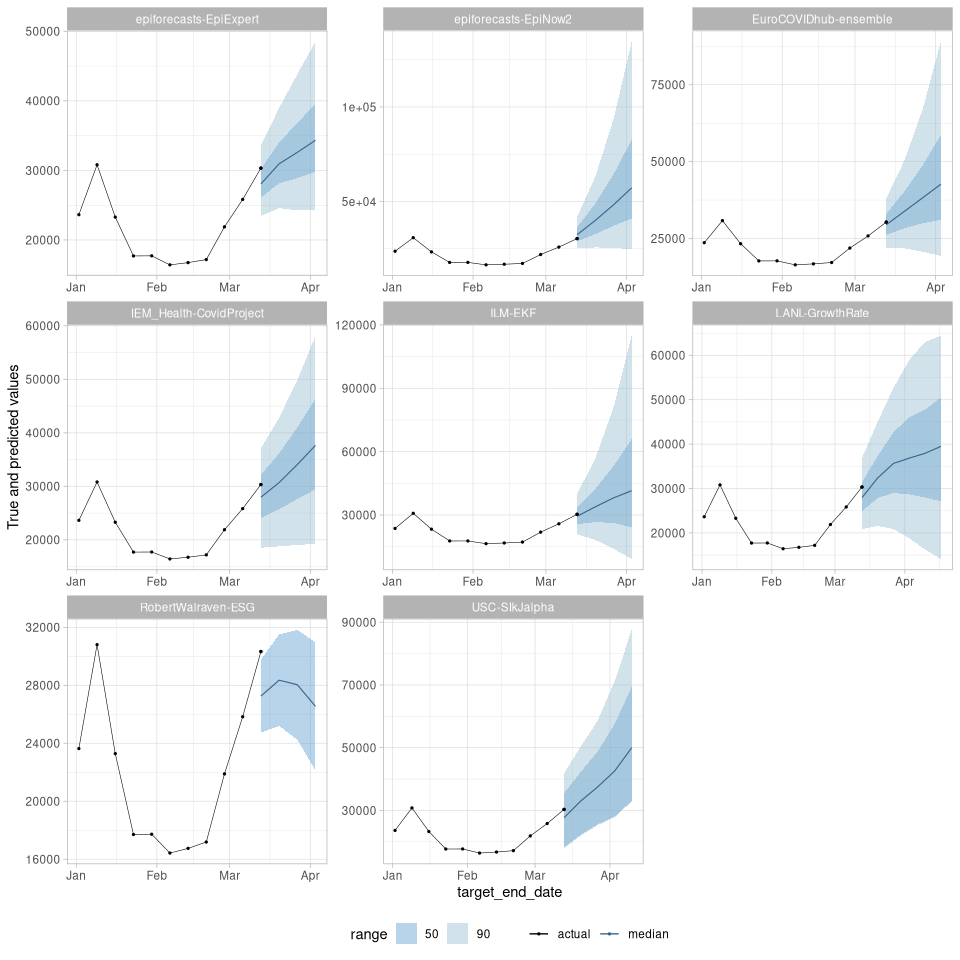 epiforecasts-EpiExpert
epiforecasts-EpiNow2
EuroCOVIDhub-ensemble
50000
40000
30000
20000
Jan Feb Mar Apr
1e+05
5e+04
Jan Feb Mar Apr
75000
50000
25000
Jan Feb Mar Apr
IEM_Health-CovidProject
ILM-EKF
LANL-GrowthRate
60000
50000
40000
30000
20000
Jan Feb Mar Apr
120000
90000
60000
30000
Jan Feb Mar Apr
60000
50000
40000
30000
20000
Jan Feb Mar Apr
True and predicted values
RobertWalraven-ESG
USC-SIkJalpha
32000
28000
24000
20000
16000
Jan Feb Mar Apr
90000
70000
50000
30000
Jan Feb Mar Apr
target_end_date
range 50 90 actual median